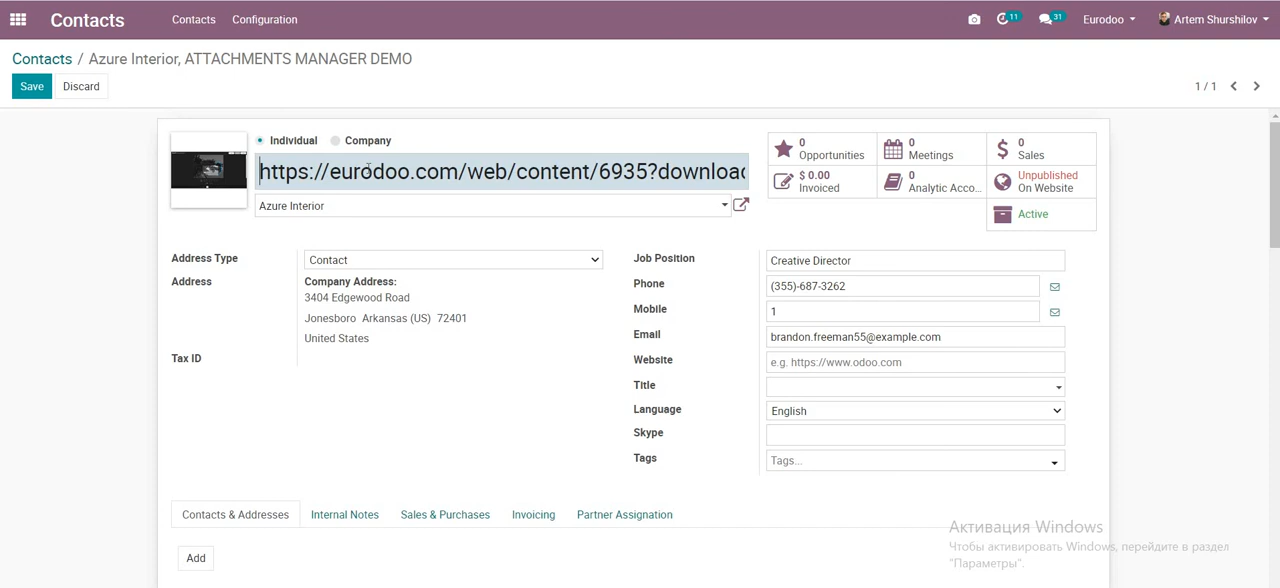 Contacts Contacts Configuration 11 31 Eurodoo Artem Shurshilov
Contacts / Azure Interior, ATTACHMENTS MANAGER DEMO
Save Discard 1 / 1
Individual Company
https://eurodoo.com/web/content/6935?download
Azure Interior
0 Opportunities
0 Meetings
0 Sales
$ 0.00 Invoiced
0 Analytic Acco...
Unpublished On Website
Active
Address Type Contact
Address Company Address:
3404 Edgewood Road
Jonesboro Arkansas (US) 72401
United States
Tax ID
Job Position Creative Director
Phone (355)-687-3262
Mobile 1
Email brandon.freeman55@example.com
Website e.g. https://www.odoo.com
Title
Language English
Skype
Tags Tags...
Contacts & Addresses Internal Notes Sales & Purchases Invoicing Partner Assignation
Add
Активация Windows
Чтобы активировать Windows, перейдите в раздел
"Параметры".